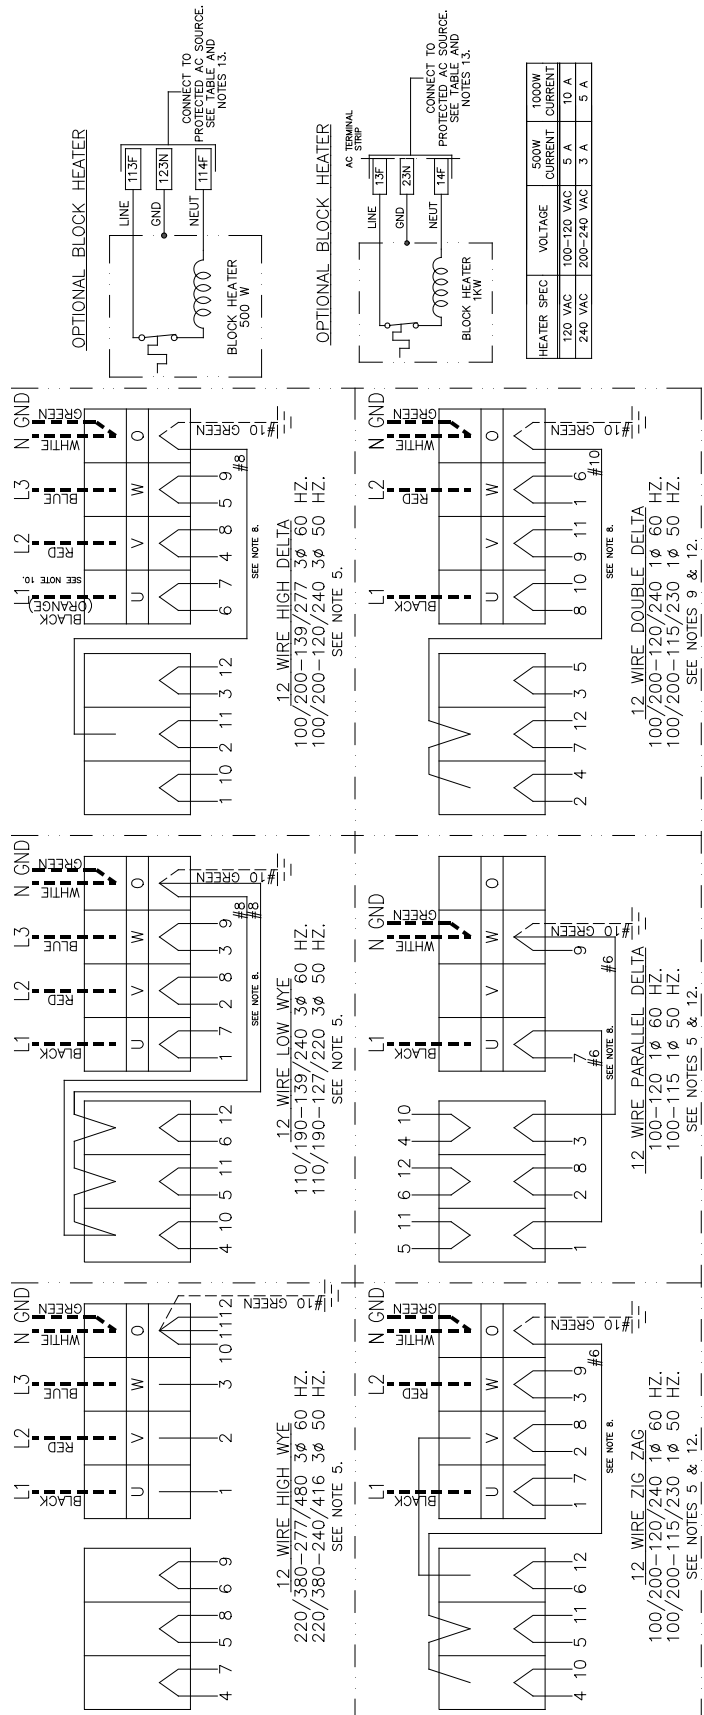 L1 L2 L3 N GND
BLACK RED BLUE WHTIE GREEN
U V W O
4 7 5 8 6 9
1 2 3 10 11 12
#10 GREEN
12 WIRE HIGH WYE
220/380-277/480 3ø 60 HZ.
220/380-240/416 3ø 50 HZ.
SEE NOTE 5.
L1 L2 L3 N GND
BLACK RED BLUE WHTIE GREEN
U V W O
4 10 5 11 6 12
1 7 2 8 3 9
#8
#8
#10 GREEN
SEE NOTE 8.
12 WIRE LOW WYE
110/190-139/240 3ø 60 HZ.
110/190-127/220 3ø 50 HZ.
SEE NOTE 5.
L1 L2 L3 N GND
BLACK (ORANGE) SEE NOTE 10. RED BLUE WHTIE GREEN
U V W O
1 10 2 11 3 12
6 7 4 8 5 9
#8
#10 GREEN
SEE NOTE 8.
12 WIRE HIGH DELTA
100/200-139/277 3ø 60 HZ.
100/200-120/240 3ø 50 HZ.
SEE NOTE 5.
OPTIONAL BLOCK HEATER
LINE 113F
GND 123N
NEUT 114F
BLOCK HEATER
500 W
CONNECT TO
PROTECTED AC SOURCE.
SEE TABLE AND
NOTES 13.
L1 L2 N GND
BLACK RED WHTIE GREEN
U V W O
4 10 5 11 6 12
1 7 2 8 3 9
#6
#10 GREEN
SEE NOTE 8.
12 WIRE ZIG ZAG
100/200-120/240 1ø 60 HZ.
100/200-115/230 1ø 50 HZ.
SEE NOTES 5 & 12.
L1 N GND
BLACK WHTIE GREEN
5 11 6 12 4 10
U V W O
1 2 8 3
7 9
#6 #6
#10 GREEN
SEE NOTE 8.
12 WIRE PARALLEL DELTA
100-120 1ø 60 HZ.
100-115 1ø 50 HZ.
SEE NOTES 5 & 12.
L1 L2 N GND
BLACK RED WHTIE GREEN
U V W O
2 4 7 12 3 5
8 10 9 11 1 6
#10
#10 GREEN
SEE NOTE 8.
12 WIRE DOUBLE DELTA
100/200-120/240 1ø 60 HZ.
100/200-115/230 1ø 50 HZ.
SEE NOTES 9 & 12.
OPTIONAL BLOCK HEATER
AC TERMINAL
STRIP
LINE 13F
GND 23N
NEUT 14F
BLOCK HEATER
1KW
CONNECT TO
PROTECTED AC SOURCE.
SEE TABLE AND
NOTES 13.
HEATER SPEC VOLTAGE 500W CURRENT 1000W CURRENT
120 VAC 100-120 VAC 5 A 10 A
240 VAC 200-240 VAC 3 A 5 A